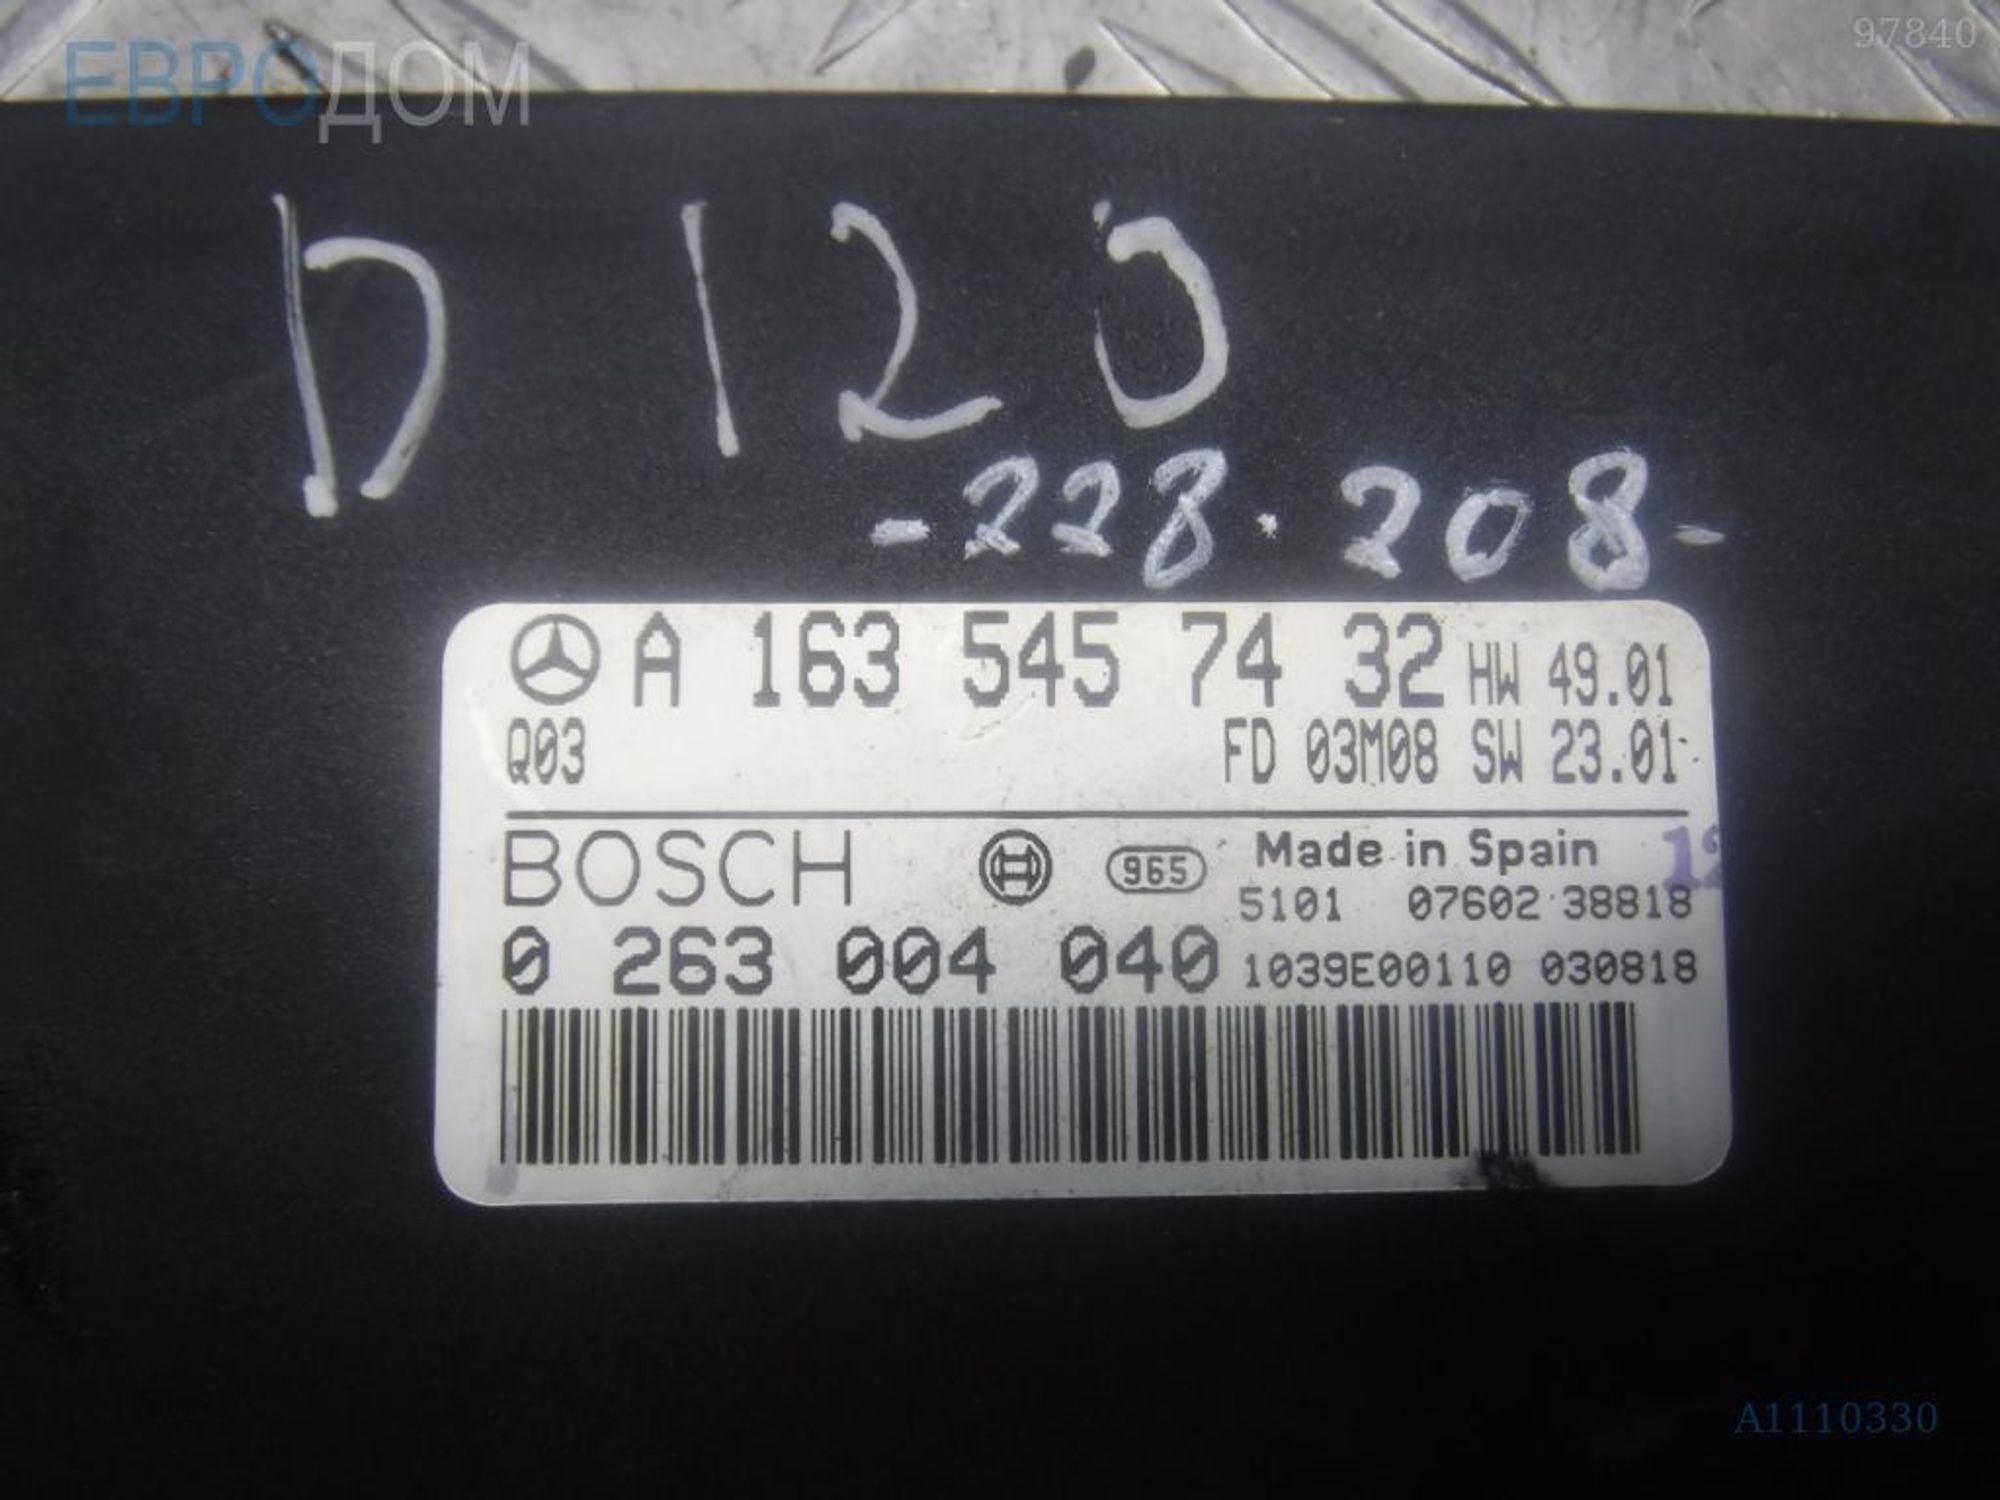 97840
ЕВРОДОМ
D 120
-228.208-
A 163 545 74 32 HW 49.01
Q03 FD 03M08 SW 23.01
BOSCH 965 Made in Spain 12
5101 07602 38818
0 263 004 040 1039E00110 030818
A1110330